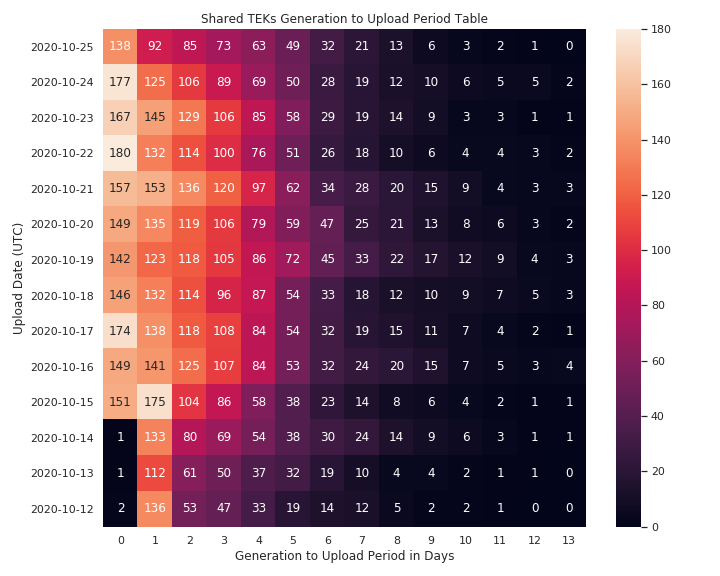 Shared TEKs Generation to Upload Period Table
Upload Date (UTC)
2020-10-25 138 92 85 73 63 49 32 21 13 6 3 2 1 0
2020-10-24 177 125 106 89 69 50 28 19 12 10 6 5 5 2
2020-10-23 167 145 129 106 85 58 29 19 14 9 3 3 1 1
2020-10-22 180 132 114 100 76 51 26 18 10 6 4 4 3 2
2020-10-21 157 153 136 120 97 62 34 28 20 15 9 4 3 3
2020-10-20 149 135 119 106 79 59 47 25 21 13 8 6 3 2
2020-10-19 142 123 118 105 86 72 45 33 22 17 12 9 4 3
2020-10-18 146 132 114 96 87 54 33 18 12 10 9 7 5 3
2020-10-17 174 138 118 108 84 54 32 19 15 11 7 4 2 1
2020-10-16 149 141 125 107 84 53 32 24 20 15 7 5 3 4
2020-10-15 151 175 104 86 58 38 23 14 8 6 4 2 1 1
2020-10-14 1 133 80 69 54 38 30 24 14 9 6 3 1 1
2020-10-13 1 112 61 50 37 32 19 10 4 4 2 1 1 0
2020-10-12 2 136 53 47 33 19 14 12 5 2 2 1 0 0
0 1 2 3 4 5 6 7 8 9 10 11 12 13
Generation to Upload Period in Days
180
160
140
120
100
80
60
40
20
0